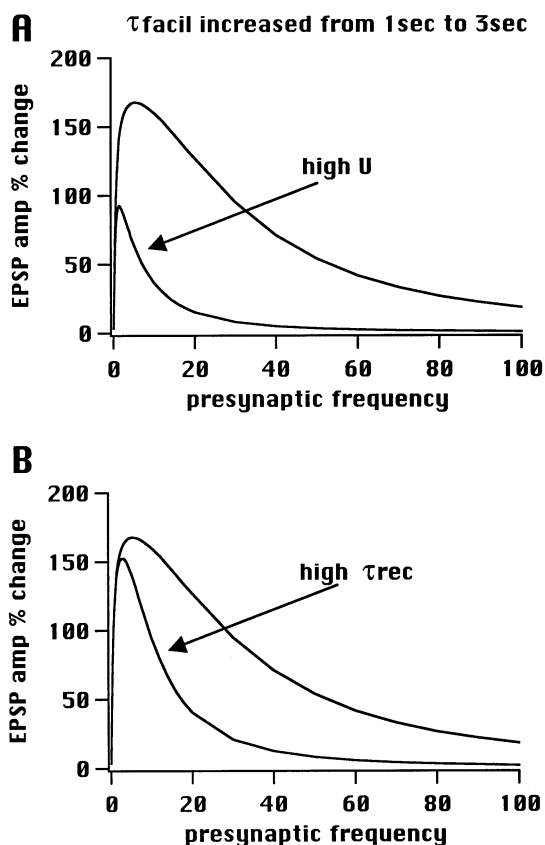 A τfacil increased from 1sec to 3sec
200
150
100
50
0
EPSP amp % change
high U
0 20 40 60 80 100
presynaptic frequency
B
200
150
100
50
0
EPSP amp % change
high τrec
0 20 40 60 80 100
presynaptic frequency